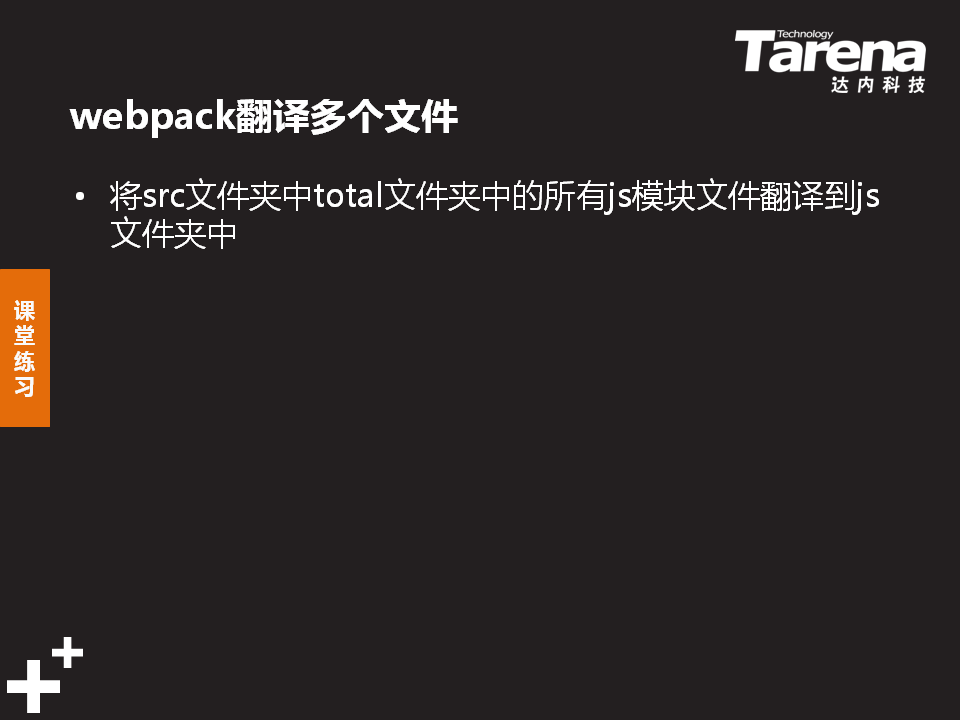 Technology
Tarena
达内科技
webpack翻译多个文件
• 将src文件夹中total文件夹中的所有js模块文件翻译到js
文件夹中
课
堂
练
习